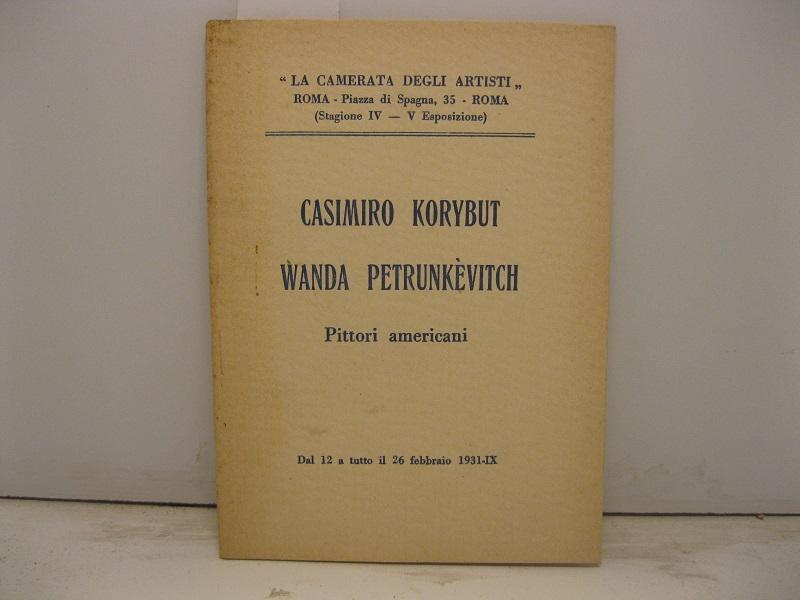 “ LA CAMERATA DEGLI ARTISTI „
ROMA - Piazza di Spagna, 35 - ROMA
(Stagione IV — V Esposizione)
CASIMIRO KORYBUT
WANDA PETRUNKÈVITCH
Pittori americani
Dal 12 a tutto il 26 febbraio 1931-IX